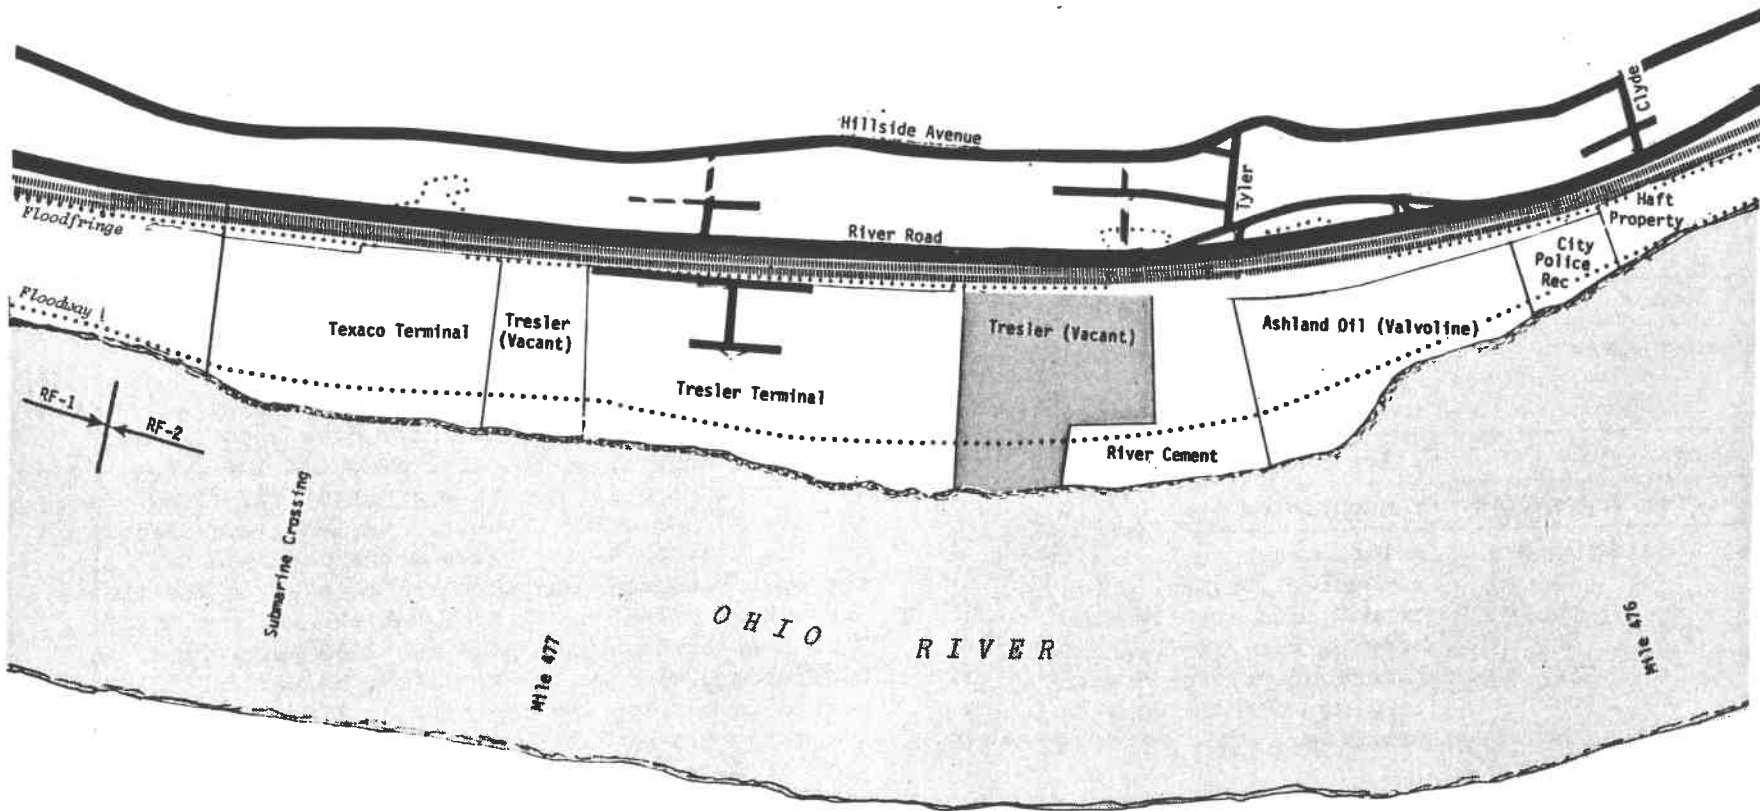 Clyde
Hillside Avenue
Tyler
River Road
Haft
Property
Floodfringe
City
Police
Rec
Floodway
Texaco Terminal
Tresler
(Vacant)
Tresler (Vacant)
Ashland Oil (Valvoline)
Tresler Terminal
River Cement
RF-1
RF-2
Submarine Crossing
OHIO RIVER
Mile 477
Mile 476